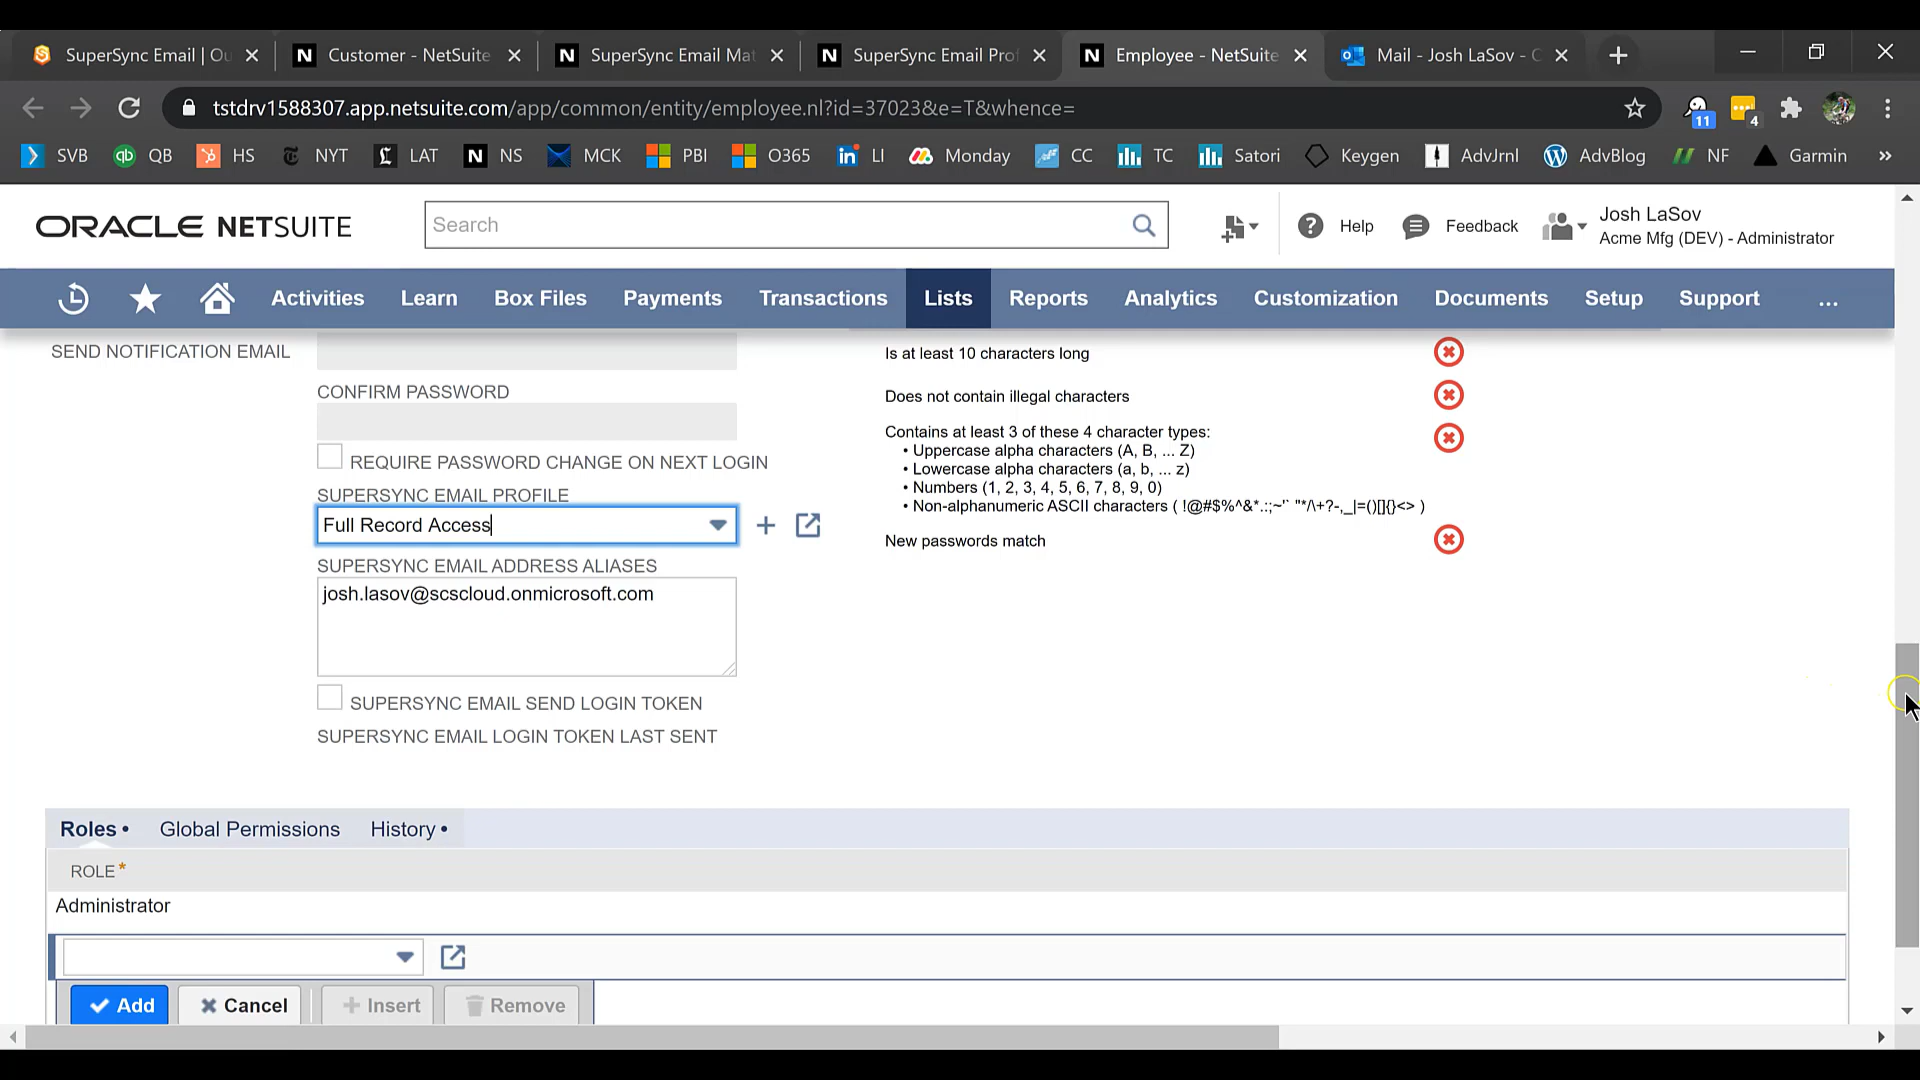 SuperSync Email | Ou
Customer - NetSuite
SuperSync Email Mat
SuperSync Email Prof
Employee - NetSuite
Mail - Josh LaSov - O
tstdrv1588307.app.netsuite.com/app/common/entity/employee.nl?id=37023&e=T&whence=
11
4
SVB
QB
HS
NYT
LAT
NS
MCK
PBI
O365
LI
Monday
CC
TC
Satori
Keygen
AdvJrnl
AdvBlog
NF
Garmin
»
ORACLE NETSUITE
Search
Help
Feedback
Josh LaSov
Acme Mfg (DEV) - Administrator
Activities
Learn
Box Files
Payments
Transactions
Lists
Reports
Analytics
Customization
Documents
Setup
Support
...
SEND NOTIFICATION EMAIL
CONFIRM PASSWORD
REQUIRE PASSWORD CHANGE ON NEXT LOGIN
SUPERSYNC EMAIL PROFILE
Full Record Access
SUPERSYNC EMAIL ADDRESS ALIASES
josh.lasov@scscloud.onmicrosoft.com
SUPERSYNC EMAIL SEND LOGIN TOKEN
SUPERSYNC EMAIL LOGIN TOKEN LAST SENT
Is at least 10 characters long
Does not contain illegal characters
Contains at least 3 of these 4 character types:
• Uppercase alpha characters (A, B, ... Z)
• Lowercase alpha characters (a, b, ... z)
• Numbers (1, 2, 3, 4, 5, 6, 7, 8, 9, 0)
• Non-alphanumeric ASCII characters ( !@#$%^&*.:;~'` "*/\+?-,_|=()[]{}<> )
New passwords match
Roles •
Global Permissions
History •
ROLE *
Administrator
Add
Cancel
Insert
Remove